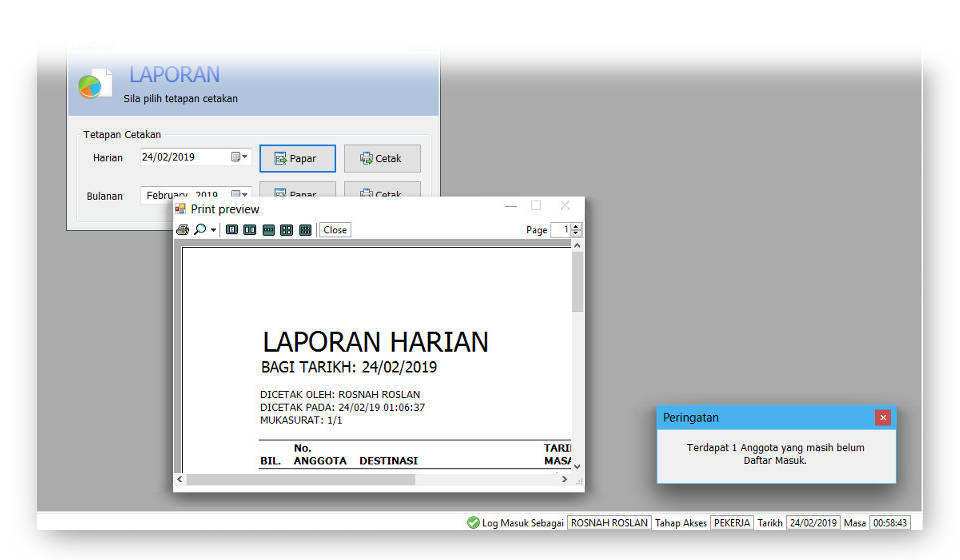 LAPORAN
Sila pilih tetapan cetakan
Tetapan Cetakan
Harian 24/02/2019 Papar Cetak
Bulanan February 2019 Papar Cetak
Print preview
Close Page 1
LAPORAN HARIAN
BAGI TARIKH: 24/02/2019
DICETAK OLEH: ROSNAH ROSLAN
DICETAK PADA: 24/02/19 01:06:37
MUKASURAT: 1/1
No. TARI
BIL. ANGGOTA DESTINASI MASA
Peringatan
Terdapat 1 Anggota yang masih belum
Daftar Masuk.
Log Masuk Sebagai ROSNAH ROSLAN Tahap Akses PEKERJA Tarikh 24/02/2019 Masa 00:58:43